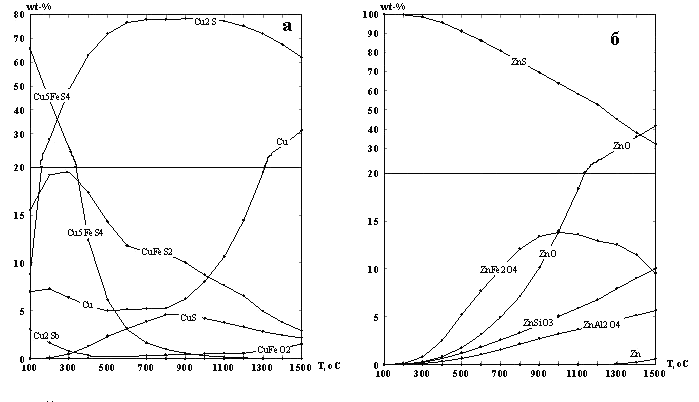 wt-%
80
70
60
50
40
30
20
15
10
5
0
100
300
500
700
900
1100
1300
1500
T, oC
а
Cu2 S
Cu5FeS4
Cu
Cu5FeS4
CuFeS2
Cu
CuS
Cu2Sb
CuFeO2
wt-%
100
90
80
70
60
50
40
30
20
15
10
5
0
100
300
500
700
900
1100
1300
1500
T, oC
б
ZnS
ZnO
ZnO
ZnFe2O4
ZnSiO3
ZnAl2O4
Zn